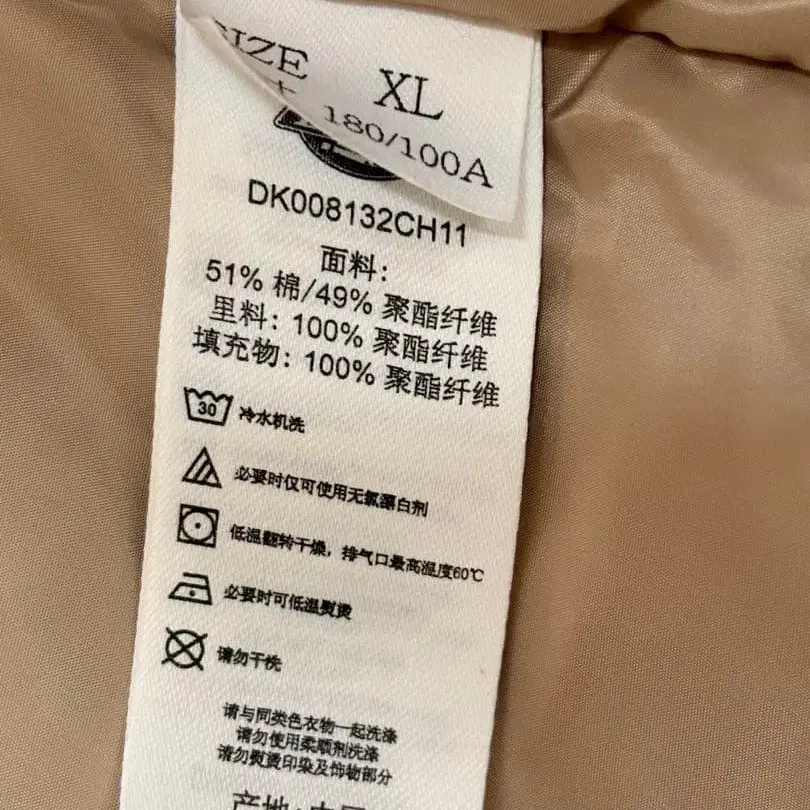 SIZE XL
180/100A
DK008132CH11
面料:
51% 棉/49% 聚酯纤维
里料: 100% 聚酯纤维
填充物: 100% 聚酯纤维
30 冷水机洗
必要时仅可使用无氯漂白剂
低温翻转干燥，排气口最高温度60℃
必要时可低温熨烫
请勿干洗
请与同类色衣物一起洗涤
请勿使用柔顺剂洗涤
请勿熨烫印染及饰物部分
产地: 中国